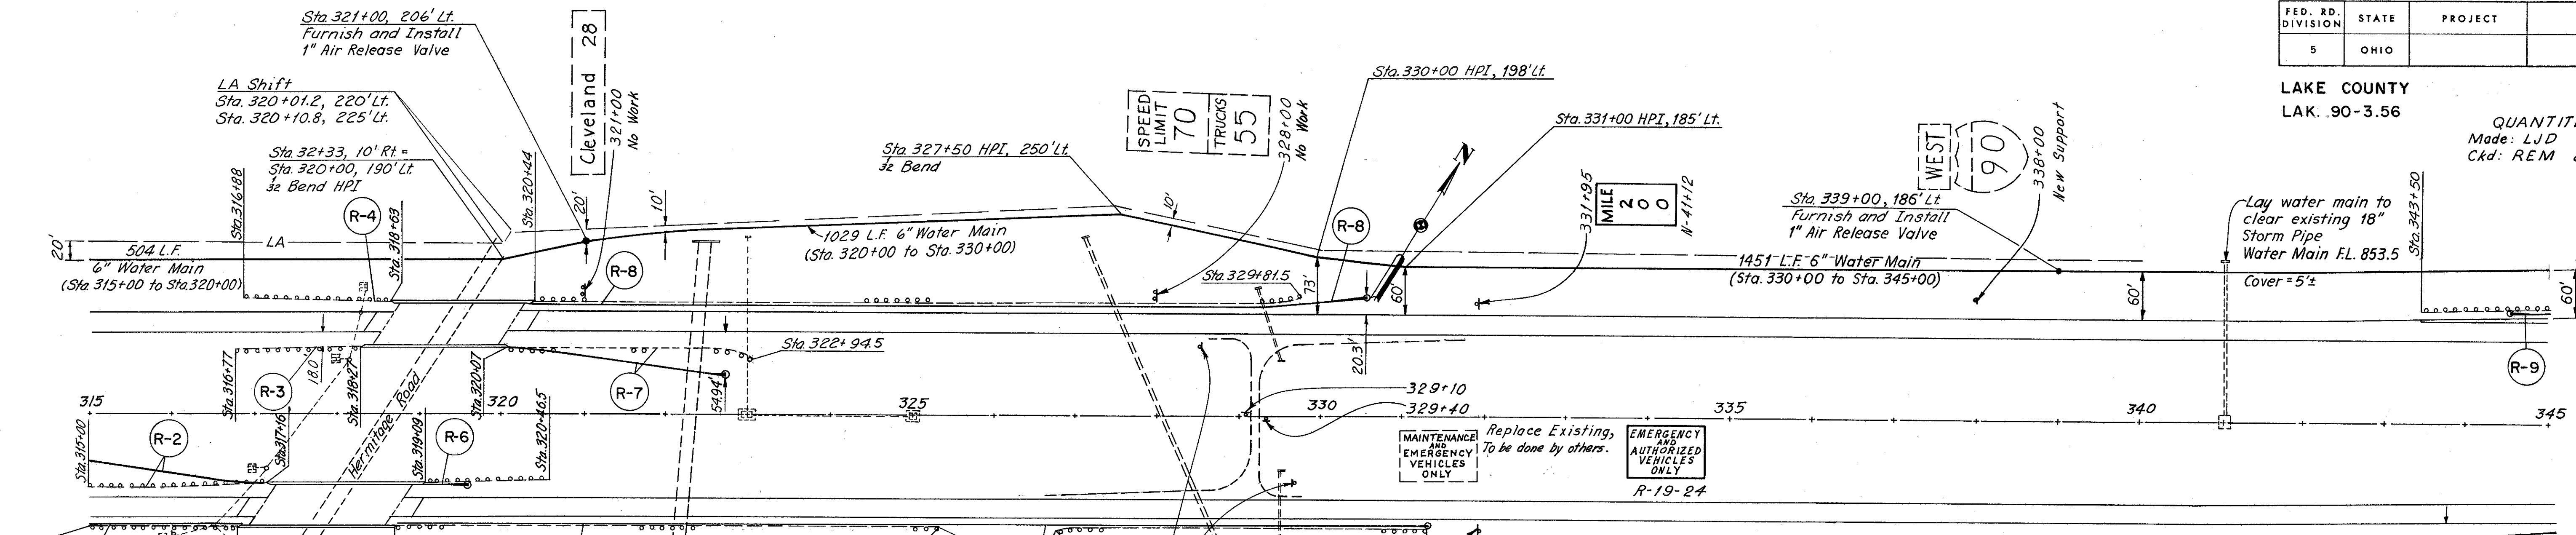 Sta. 321+00, 206' Lt.
Furnish and Install
1" Air Release Valve
LA Shift
Sta. 320+01.2, 220' Lt.
Sta. 320+10.8, 225' Lt.
Sta. 32+33, 10' Rt. =
Sta. 320+00, 190' Lt.
1/32 Bend HPI
Cleveland 28
321+00
No Work
Sta. 316+88
R-4
Sta. 318+63
Sta. 320+44
20'
10'
20'
LA
504 L.F.
6" Water Main
(Sta. 315+00 to Sta. 320+00)
R-8
1029 L.F. 6" Water Main
(Sta. 320+00 to Sta. 330+00)
Sta. 327+50 HPI, 250' Lt.
1/32 Bend
SPEED
LIMIT
70
TRUCKS
55
328+00
No Work
10'
Sta. 330+00 HPI, 198' Lt.
Sta. 331+00 HPI, 185' Lt.
N
R-8
Sta. 329+81.5
73'
60'
331+95
MILE
2
0
0
N-41+12
WEST
90
338+00
New Support
Sta. 339+00, 186' Lt.
Furnish and Install
1" Air Release Valve
1451 L.F. 6" Water Main
(Sta. 330+00 to Sta. 345+00)
60'
Lay water main to
clear existing 18"
Storm Pipe
Water Main F.L. 853.5
Cover = 5'±
Sta. 343+50
60'
R-9
FED. RD.
DIVISION
STATE
PROJECT
5
OHIO
LAKE COUNTY
LAK. 90-3.56
QUANTITI
Made: LJD
Ckd: REM
Sta. 316+77
R-3
18.0'
Sta. 318+27
Hermitage Road
Sta. 320+07
R-7
54.94'
Sta. 322+94.5
20.3'
315
320
325
330
335
340
345
329+10
329+40
Sta. 315+00
R-2
Sta. 317+16
Sta. 319+09
R-6
Sta. 320+46.5
MAINTENANCE
AND
EMERGENCY
VEHICLES
ONLY
Replace Existing,
To be done by others.
EMERGENCY
AND
AUTHORIZED
VEHICLES
ONLY
R-19-24